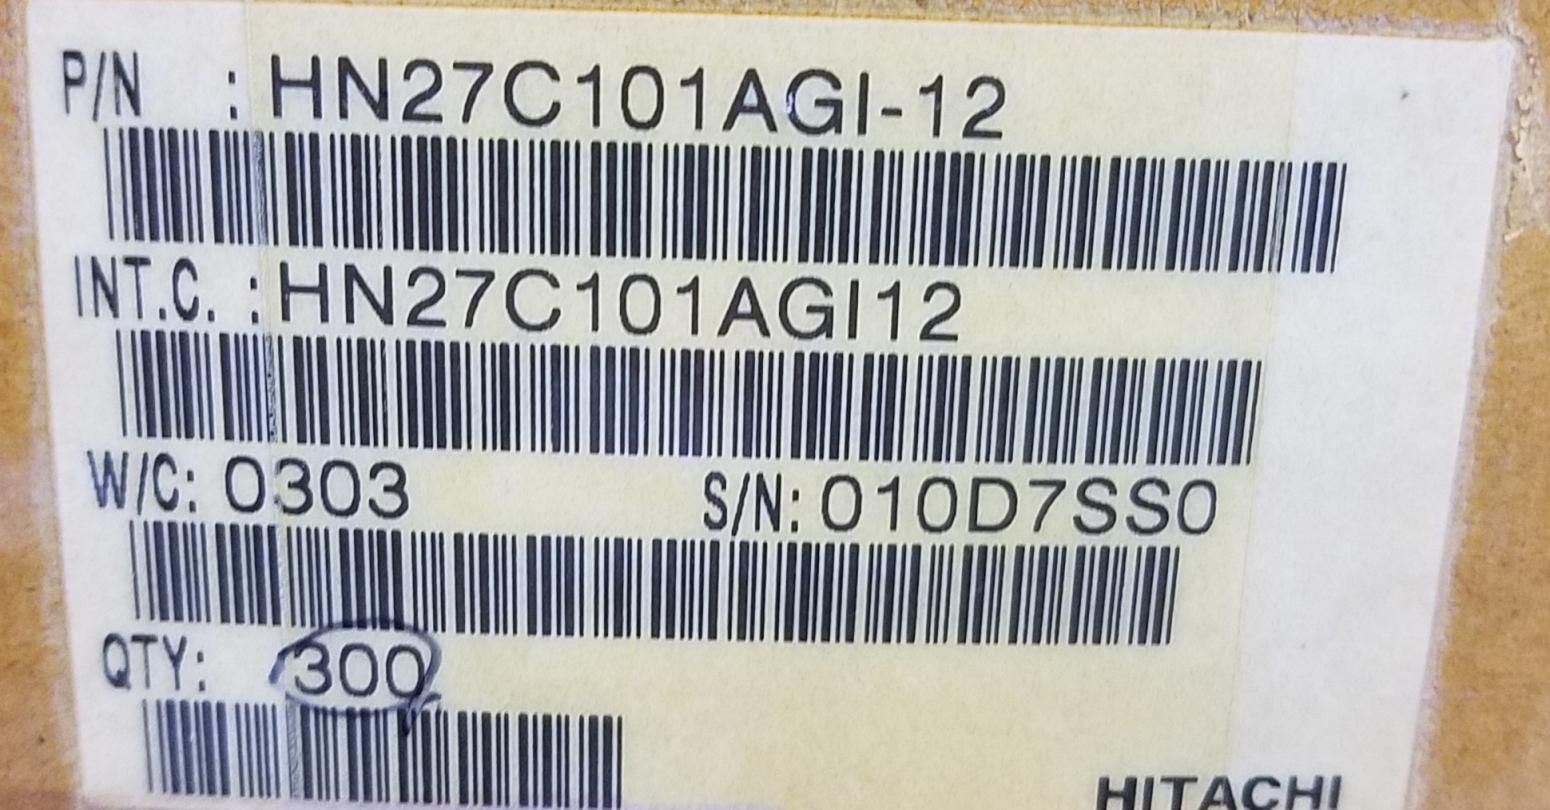 P/N : HN27C101AGI-12
INT.C. : HN27C101AGI12
W/C: 0303 S/N: 010D7SS0
QTY: 300
HITACHI